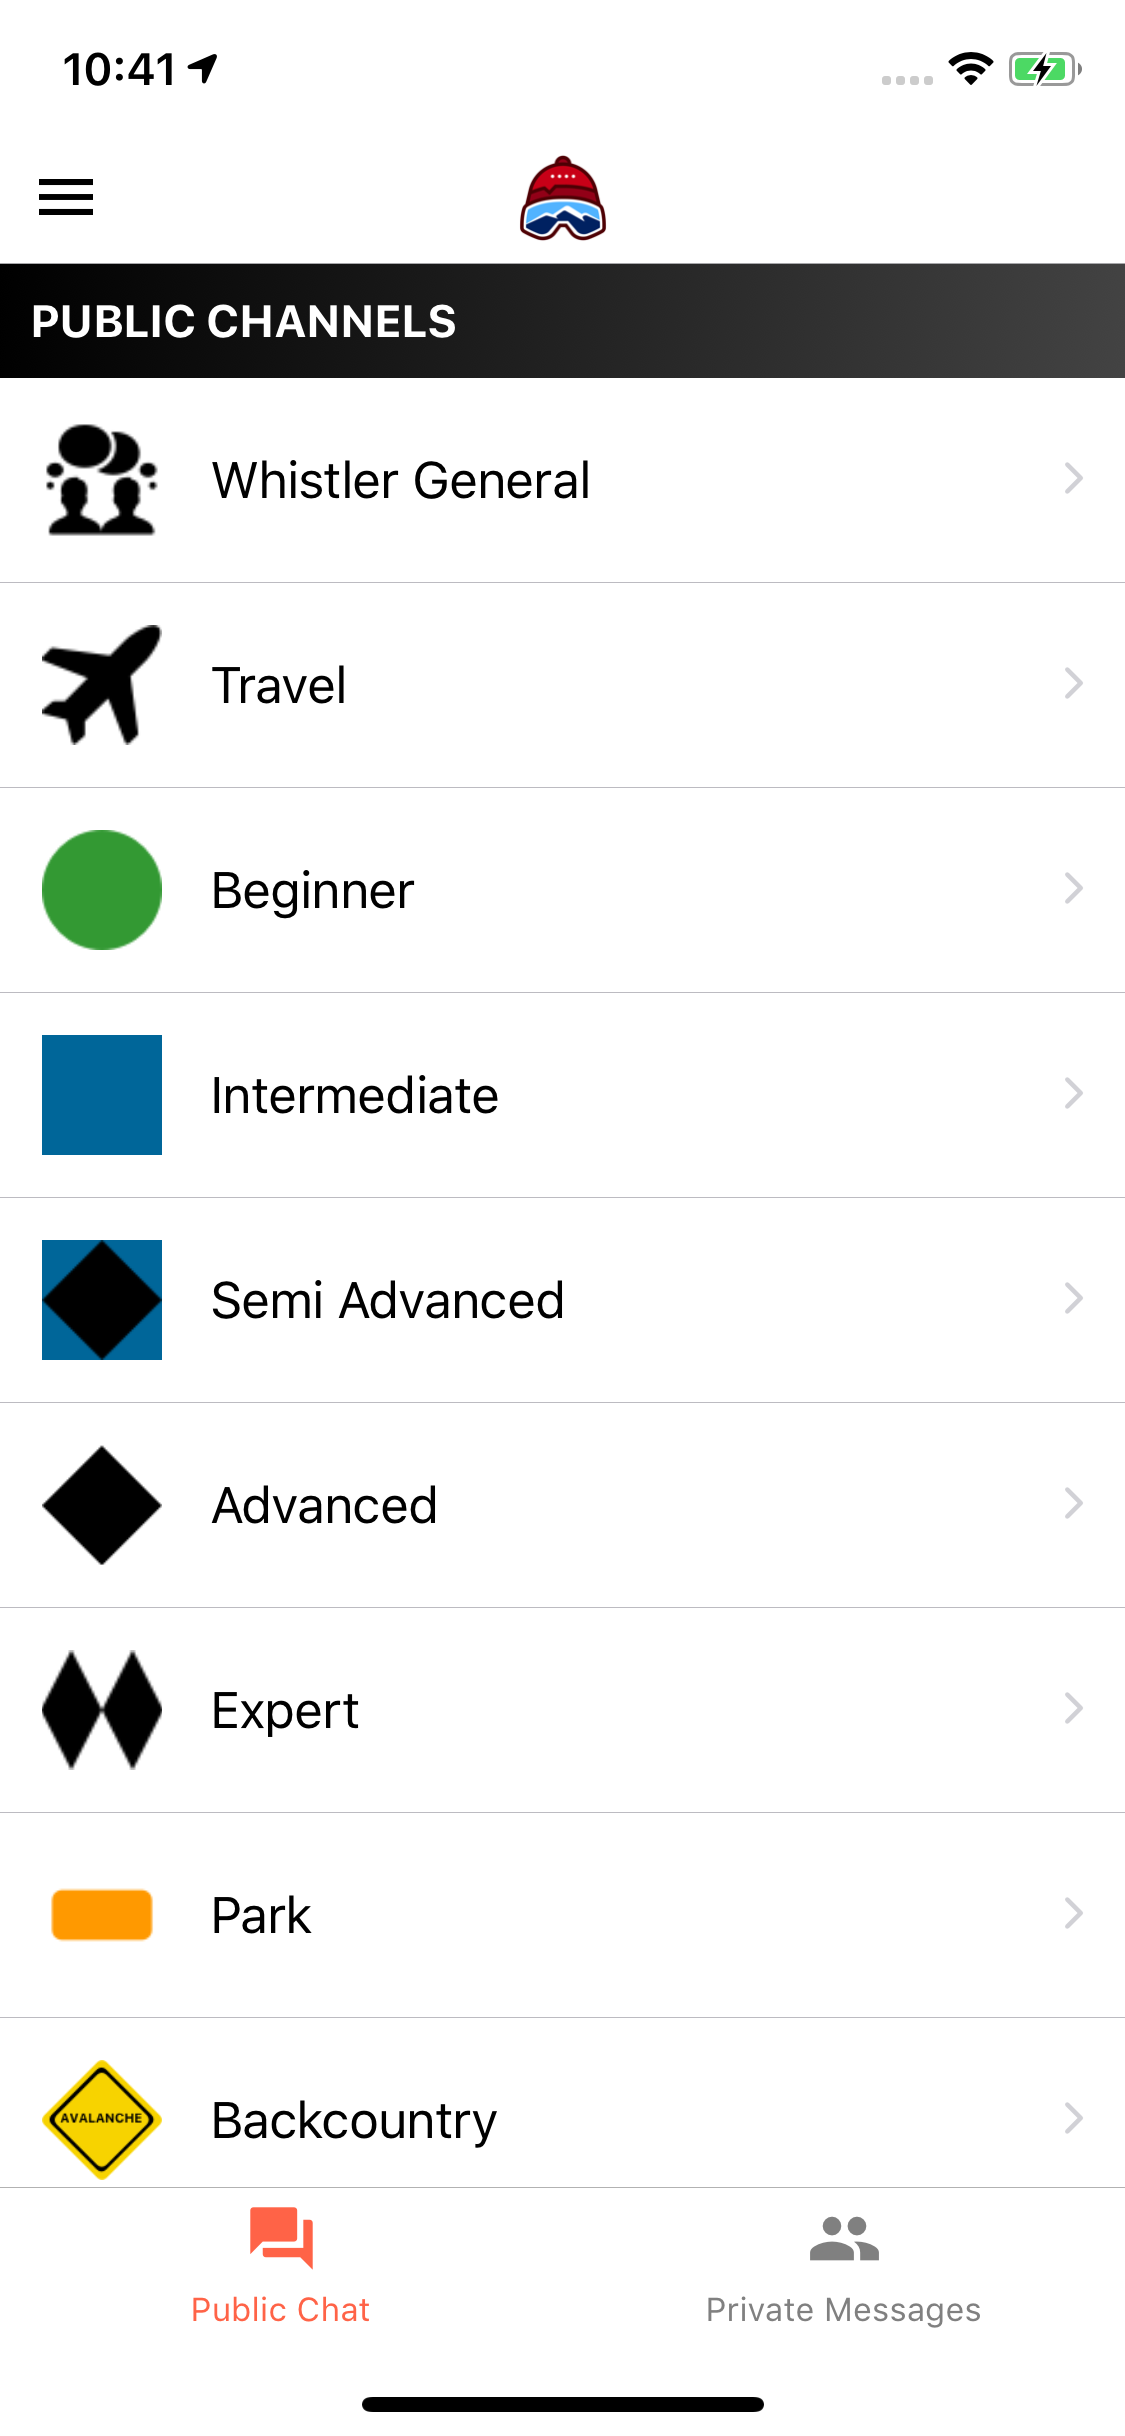 10:41
PUBLIC CHANNELS
Whistler General
Travel
Beginner
Intermediate
Semi Advanced
Advanced
Expert
Park
AVALANCHE
Backcountry
Public Chat
Private Messages